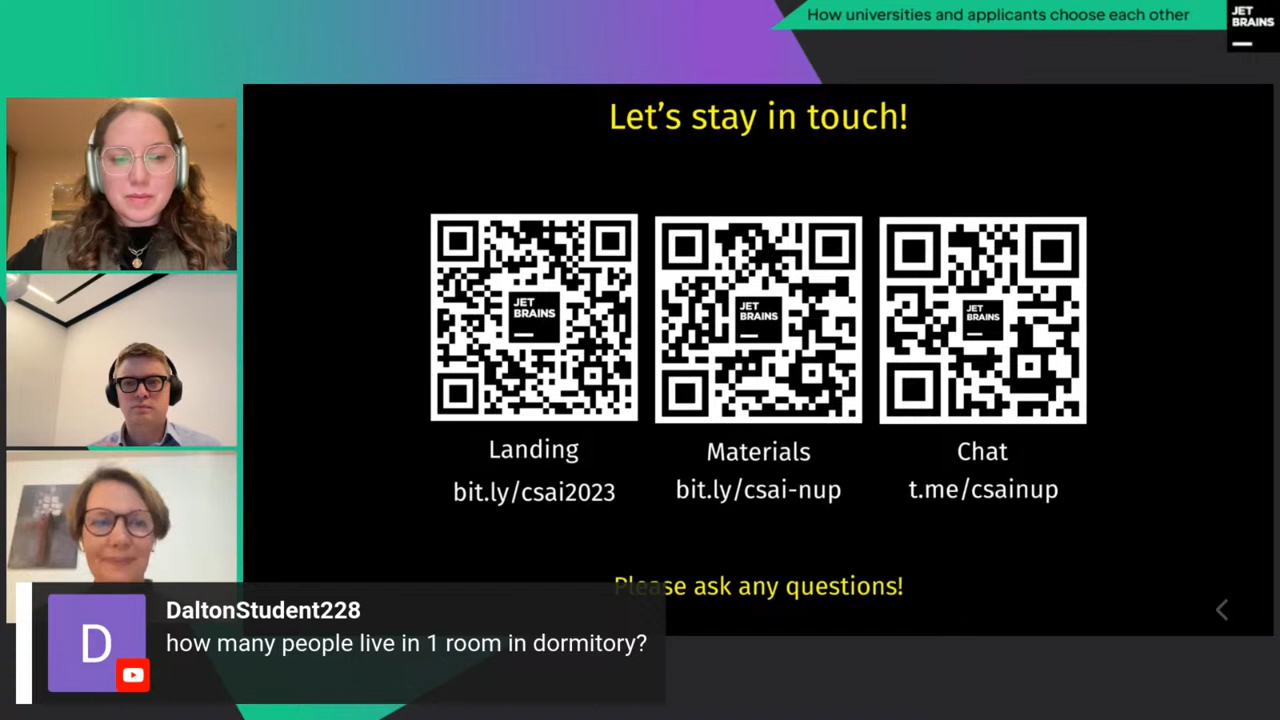 How universities and applicants choose each other
JET
BRAINS
Let's stay in touch!
JET
BRAINS
JET
BRAINS
JET
BRAINS
Landing
Materials
Chat
bit.ly/csai2023
bit.ly/csai-nup
t.me/csainup
Please ask any questions!
D
DaltonStudent228
how many people live in 1 room in dormitory?